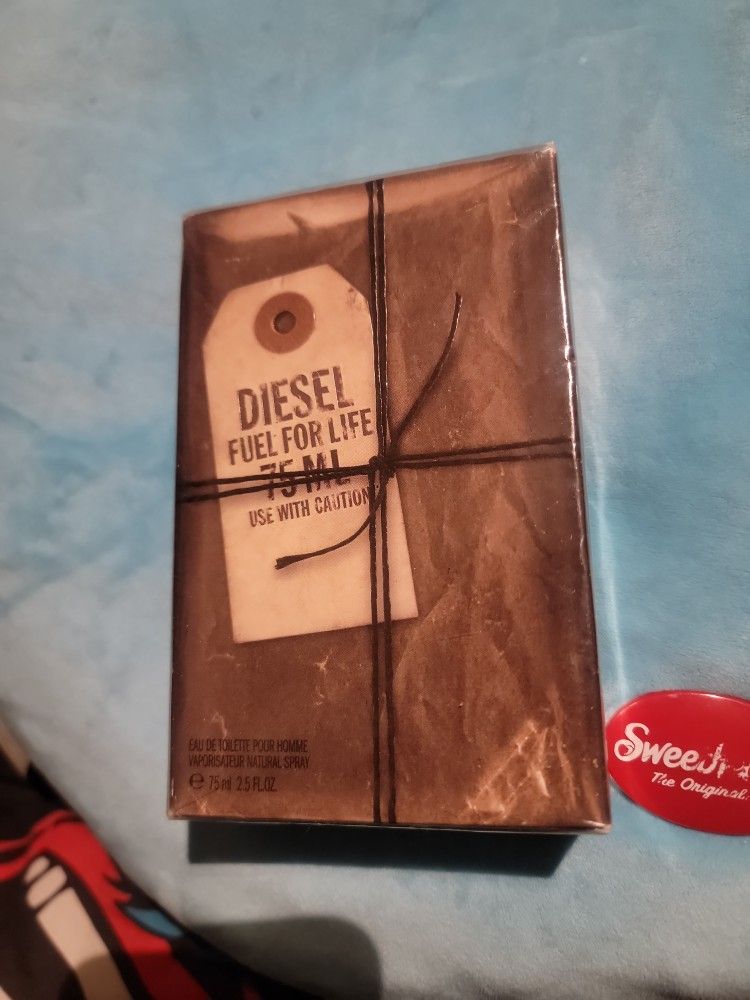 DIESEL
FUEL FOR LIFE
75 ML
USE WITH CAUTION
EAU DE TOILETTE POUR HOMME
VAPORISATEUR NATURAL SPRAY
℮ 75 ml 2.5 FL.OZ.
The Original